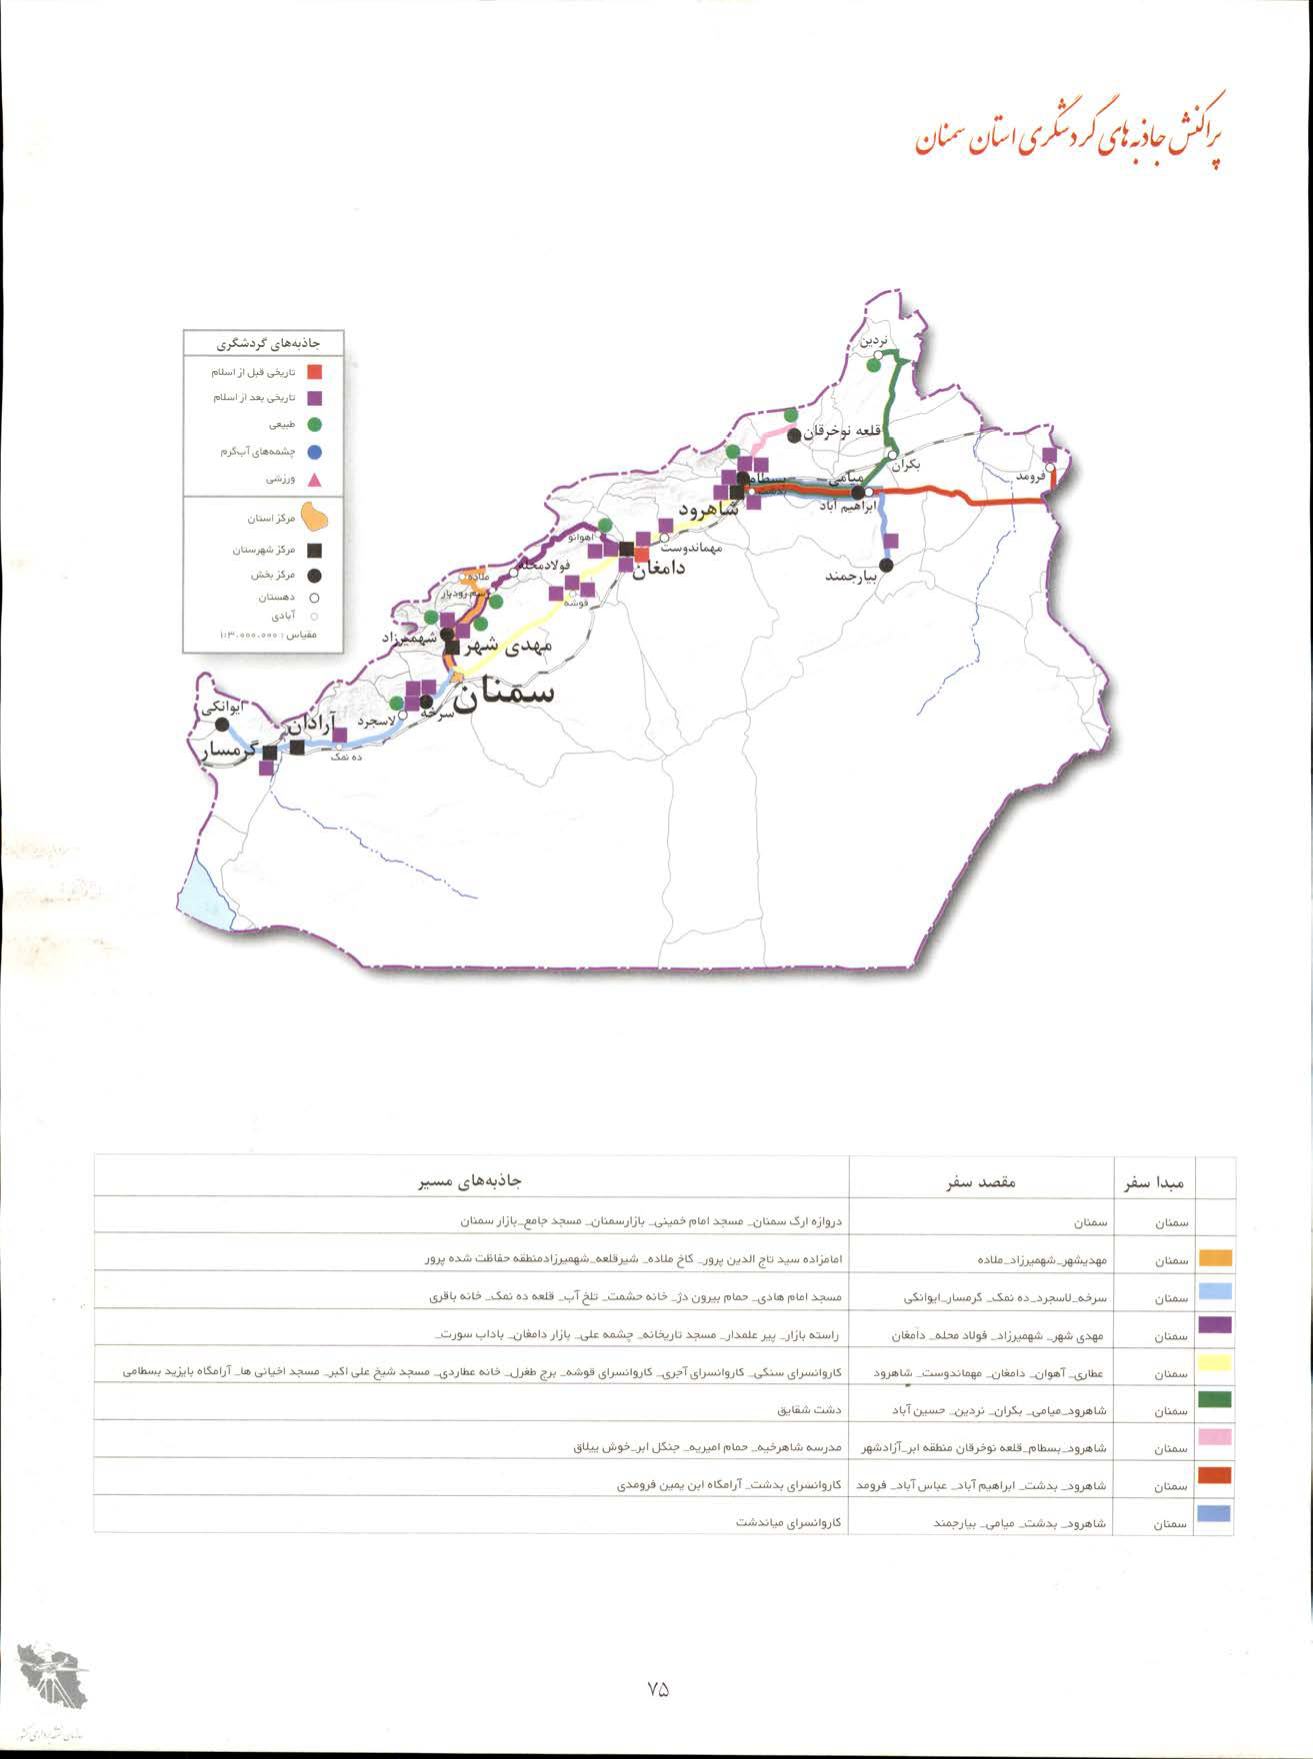 پراکنش جاذبه‌های گردشگری استان سمنان
جاذبه‌های گردشگری
تاریخی قبل از اسلام
تاریخی بعد از اسلام
طبیعی
چشمه‌های آب‌گرم
ورزشی
مرکز استان
مرکز شهرستان
مرکز بخش
دهستان
آبادی
مقیاس : ۱:۳۰۰۰۰۰۰
نردین
قلعه نوخرقان
بکران
فرومد
بسطام
میامی
بدشت
ابراهیم آباد
شاهرود
بیارجمند
مهماندوست
آهوانو
دامغان
فولادمحله
ملاده
رسم رودبار
قوشه
شهمیرزاد
مهدی شهر
سمنان
سرخه
لاسجرد
ایوانکی
آرادان
گرمسار
ده نمک
مبدا سفر مقصد سفر جاذبه‌های مسیر
سمنان سمنان دروازه ارگ سمنان_ مسجد امام خمینی_ بازارسمنان_ مسجد جامع_بازار سمنان
سمنان مهدیشهر_شهمیرزاد_ملاده امامزاده سید تاج الدین پرور_ کاخ ملاده_ شیرقلعه_شهمیرزادمنطقه حفاظت شده پرور
سمنان سرخه_لاسجرد_ده نمک_ گرمسار_ایوانکی مسجد امام هادی_ حمام بیرون دژ_ خانه حشمت_ تلخ آب_ قلعه ده نمک_ خانه باقری
سمنان مهدی شهر_ شهمیرزاد_ فولاد محله_ دامغان راسته بازار_ پیر علمدار_ مسجد تاریخانه_ چشمه علی_ بازار دامغان_ باداب سورت_
سمنان عطاری_ آهوان_ دامغان_ مهماندوست_ شاهرود کاروانسرای سنگی_ کاروانسرای آجری_ کاروانسرای قوشه_ برج طغرل_ خانه عطاردی_ مسجد شیخ علی اکبر_ مسجد اخیانی ها_ آرامگاه بایزید بسطامی
سمنان شاهرود_میامی_ بکران_ نردین_ حسین آباد دشت شقایق
سمنان شاهرود_بسطام_قلعه نوخرقان منطقه ابر_آزادشهر مدرسه شاهرخیه_ حمام امیریه_ جنگل ابر_خوش ییلاق
سمنان شاهرود_ بدشت_ ابراهیم آباد_ عباس آباد_ فرومد کاروانسرای بدشت_ آرامگاه ابن یمین فرومدی
سمنان شاهرود_ بدشت_ میامی_ بیارجمند کاروانسرای میاندشت
۷۵
سازمان نقشه برداری کشور